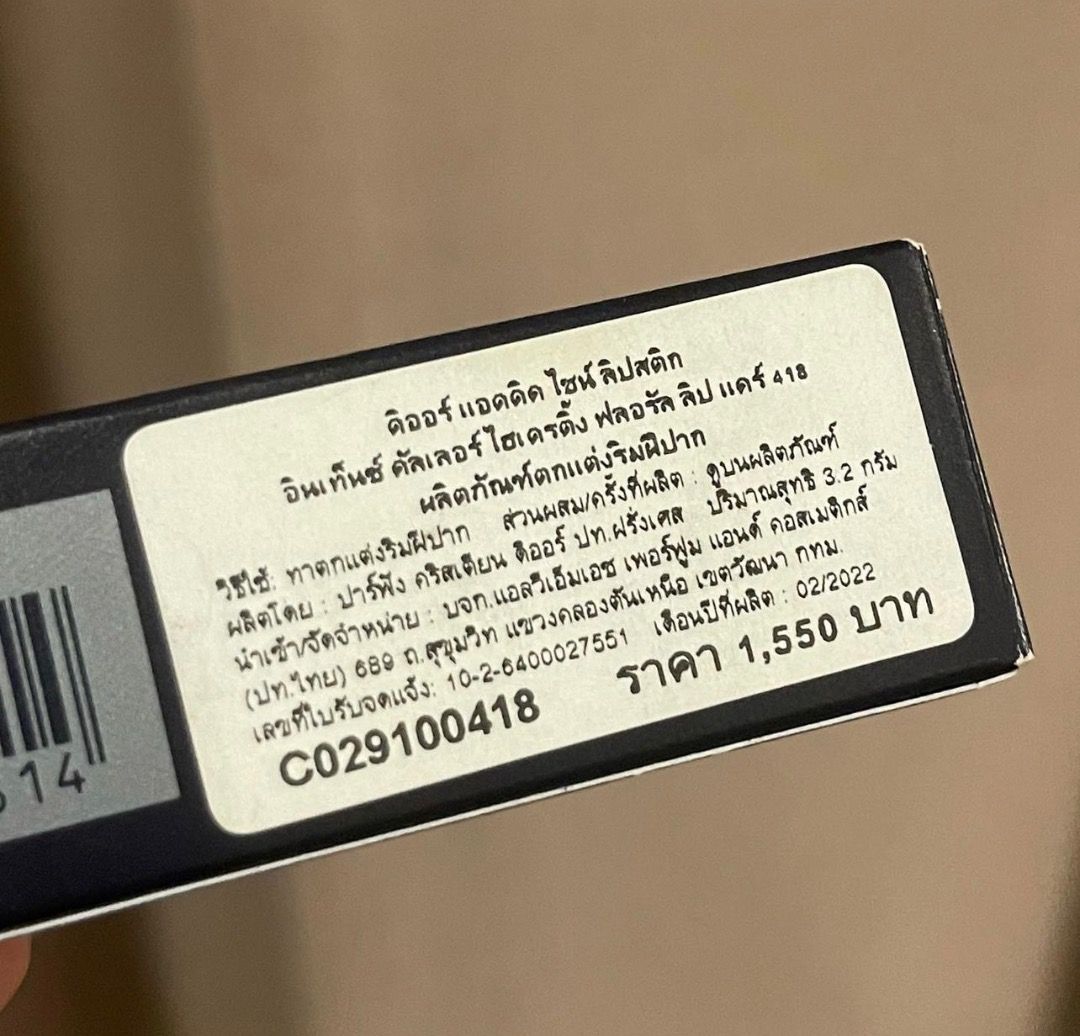 ดิออร์ แอดดิค ไชน์ ลิปสติก
อินเท็นซ์ คัลเลอร์ ไฮเดรติ้ง ฟลอรัล ลิป แคร์ 418
ผลิตภัณฑ์ตกแต่งริมฝีปาก
วิธีใช้: ทาตกแต่งริมฝีปาก ส่วนผสม/ครั้งที่ผลิต : ดูบนผลิตภัณฑ์
ผลิตโดย : ปาร์ฟัง คริสเตียน ดิออร์ ปท.ฝรั่งเศส ปริมาณสุทธิ 3.2 กรัม
นำเข้า/จัดจำหน่าย : บจก.แอลวีเอ็มเอช เพอร์ฟูม แอนด์ คอสเมติกส์
(ปท.ไทย) 689 ถ.สุขุมวิท แขวงคลองตันเหนือ เขตวัฒนา กทม.
เลขที่ใบรับจดแจ้ง: 10-2-6400027551 เดือนปีที่ผลิต : 02/2022
C029100418 ราคา 1,550 บาท
14